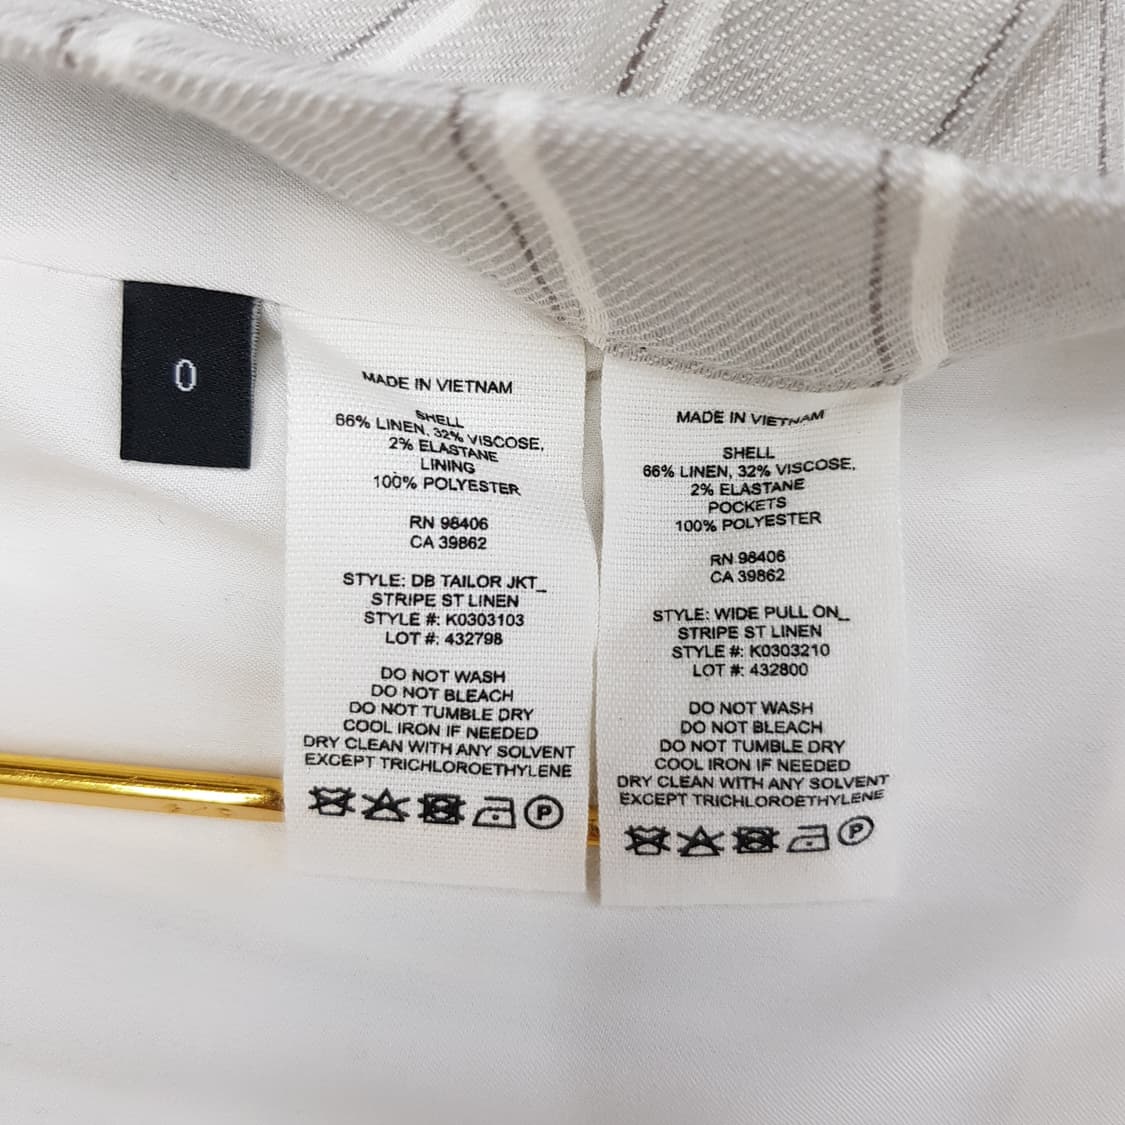 0
MADE IN VIETNAM
SHELL
66% LINEN, 32% VISCOSE,
2% ELASTANE
LINING
100% POLYESTER
RN 98406
CA 39862
STYLE: DB TAILOR JKT_
STRIPE ST LINEN
STYLE #: K0303103
LOT #: 432798
DO NOT WASH
DO NOT BLEACH
DO NOT TUMBLE DRY
COOL IRON IF NEEDED
DRY CLEAN WITH ANY SOLVENT
EXCEPT TRICHLOROETHYLENE
P
MADE IN VIETNAM
SHELL
66% LINEN, 32% VISCOSE,
2% ELASTANE
POCKETS
100% POLYESTER
RN 98406
CA 39862
STYLE: WIDE PULL ON_
STRIPE ST LINEN
STYLE #: K0303210
LOT #: 432800
DO NOT WASH
DO NOT BLEACH
DO NOT TUMBLE DRY
COOL IRON IF NEEDED
DRY CLEAN WITH ANY SOLVENT
EXCEPT TRICHLOROETHYLENE
P